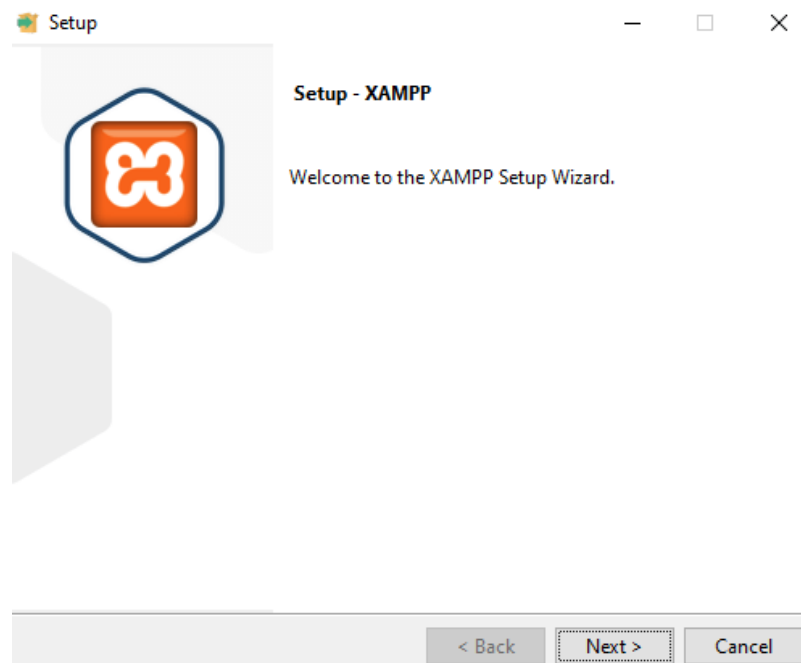 Setup
Setup - XAMPP
Welcome to the XAMPP Setup Wizard.
< Back
Next >
Cancel